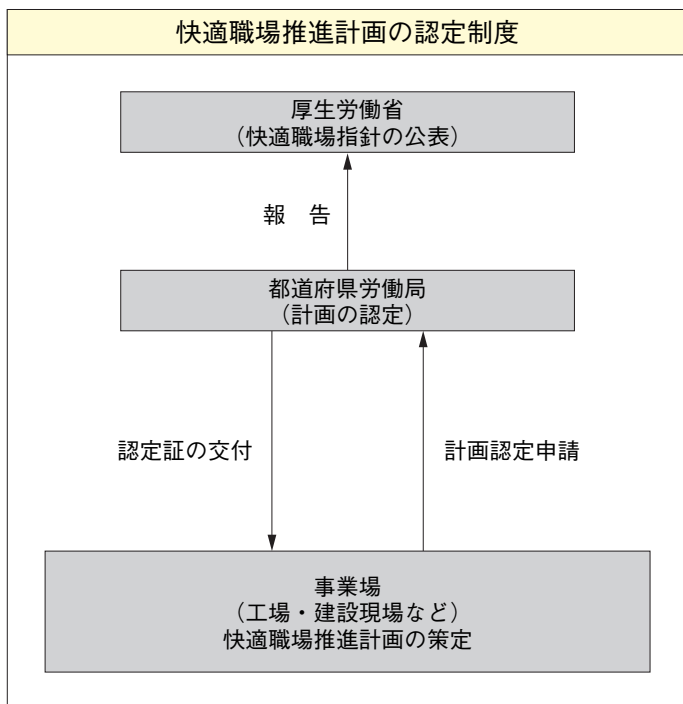 快適職場推進計画の認定制度
厚生労働省
（快適職場指針の公表）
報　告
都道府県労働局
（計画の認定）
認定証の交付
計画認定申請
事業場
（工場・建設現場など）
快適職場推進計画の策定